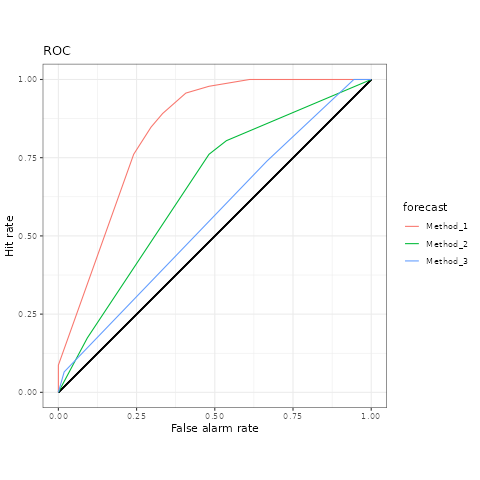 ROC
1.00
0.75
0.50
0.25
0.00
Hit rate
0.00 0.25 0.50 0.75 1.00
False alarm rate
forecast
Method_1
Method_2
Method_3